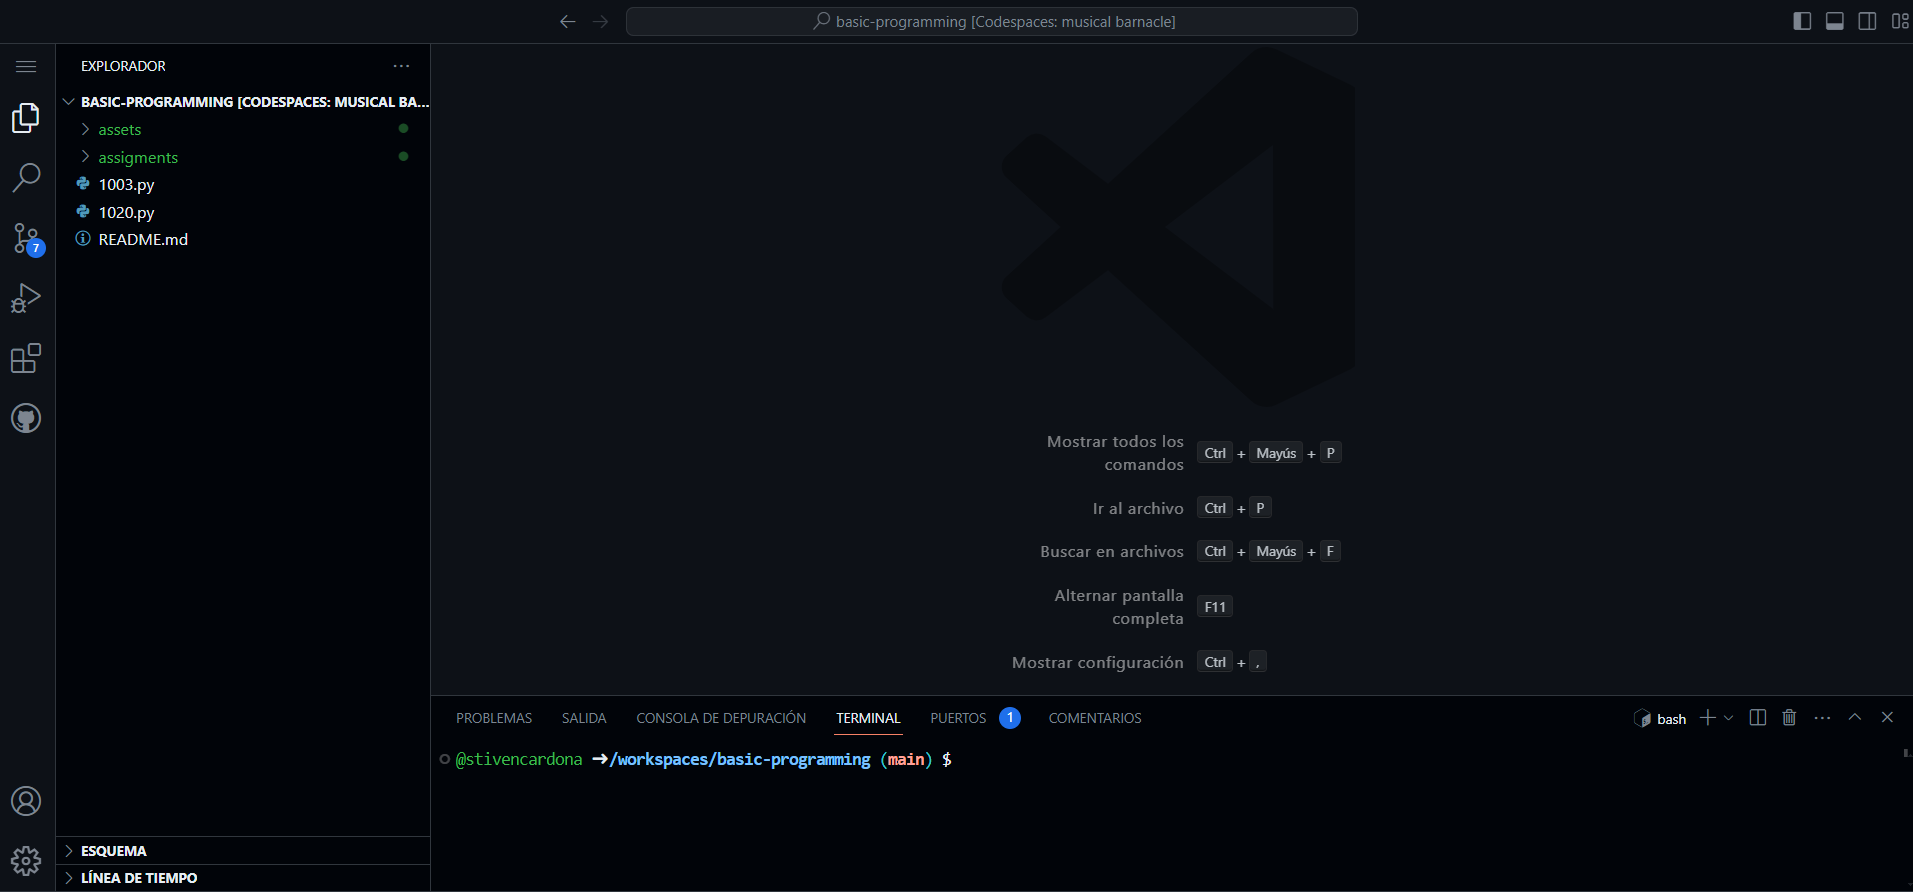 basic-programming [Codespaces: musical barnacle]
EXPLORADOR
BASIC-PROGRAMMING [CODESPACES: MUSICAL BA...
assets
assigments
1003.py
1020.py
README.md
7
ESQUEMA
LÍNEA DE TIEMPO
Mostrar todos los
comandos
Ctrl + Mayús + P
Ir al archivo Ctrl + P
Buscar en archivos Ctrl + Mayús + F
Alternar pantalla
completa
F11
Mostrar configuración Ctrl + ,
PROBLEMAS SALIDA CONSOLA DE DEPURACIÓN TERMINAL PUERTOS 1 COMENTARIOS
bash
@stivencardona ➜/workspaces/basic-programming (main) $